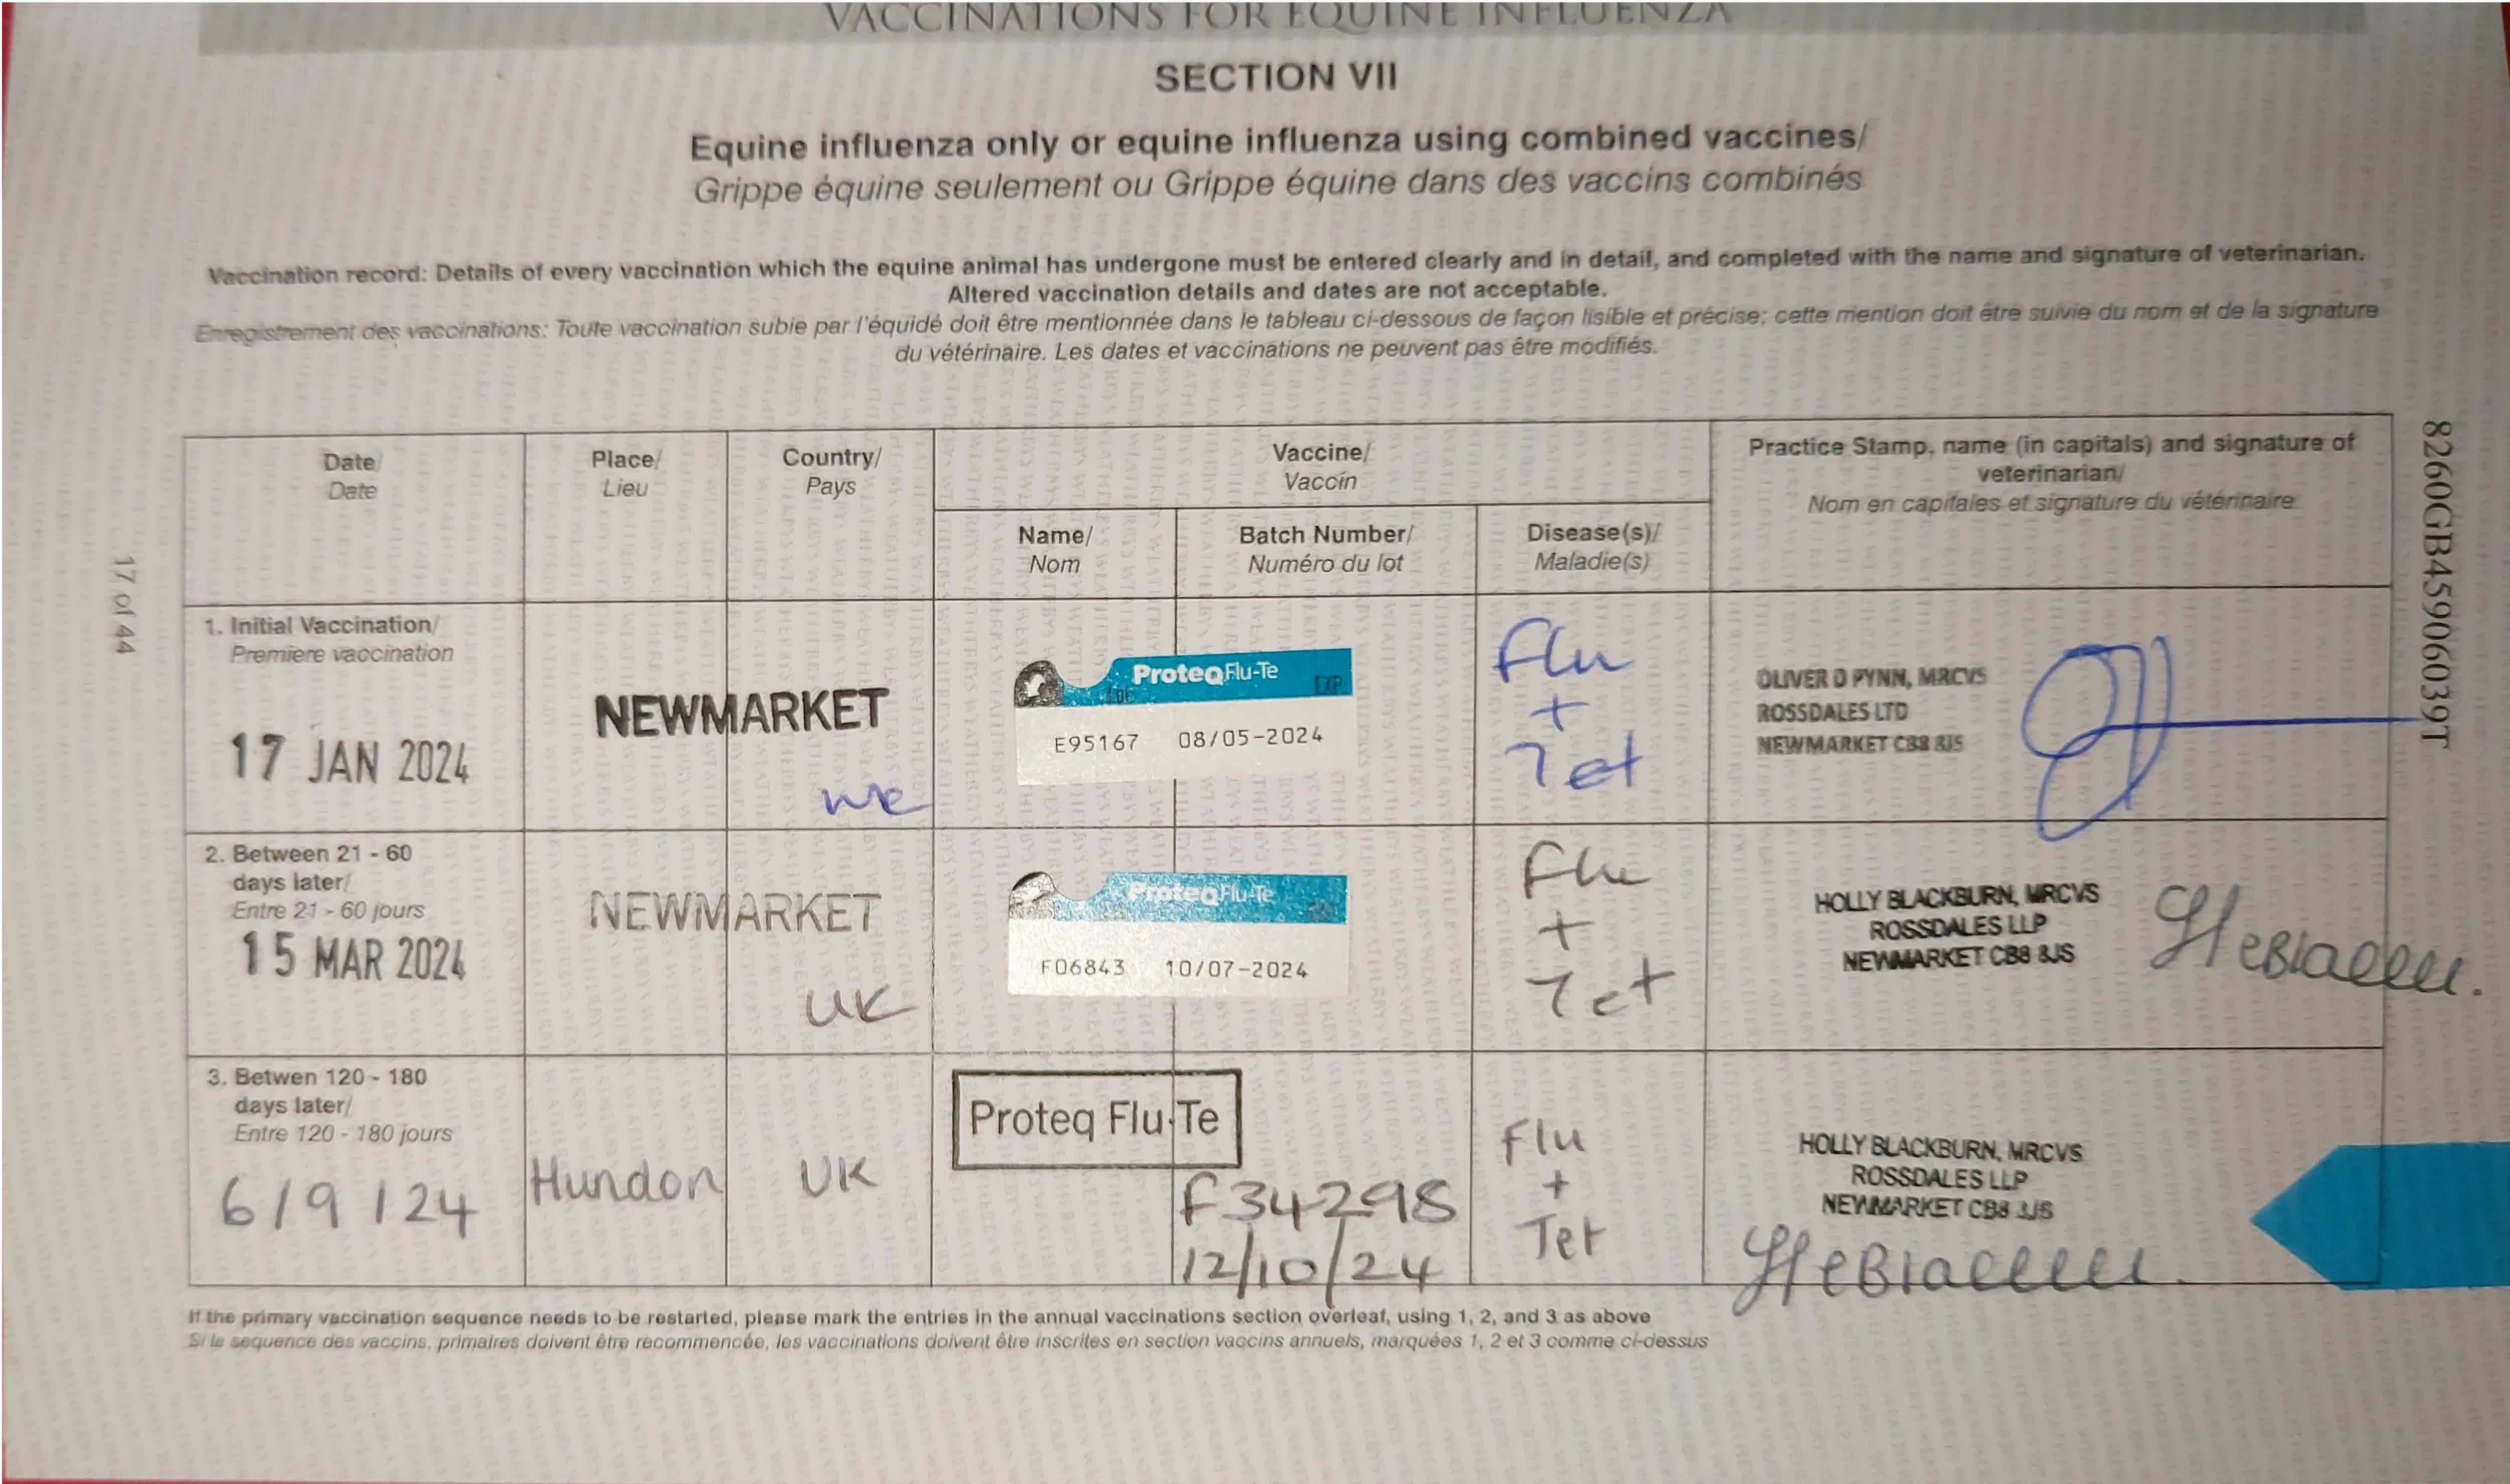 VACCINATIONS FOR EQUINE INFLUENZA
SECTION VII
Equine influenza only or equine influenza using combined vaccines/
Grippe équine seulement ou Grippe équine dans des vaccins combinés
Vaccination record: Details of every vaccination which the equine animal has undergone must be entered clearly and in detail, and completed with the name and signature of veterinarian.
Altered vaccination details and dates are not acceptable.
Enregistrement des vaccinations: Toute vaccination subie par l'équidé doit être mentionnée dans le tableau ci-dessous de façon lisible et précise; cette mention doit être suivie du nom et de la signature
du vétérinaire. Les dates et vaccinations ne peuvent pas être modifiés.
Date/
Date
Place/
Lieu
Country/
Pays
Vaccine/
Vaccin
Name/
Nom
Batch Number/
Numéro du lot
Disease(s)/
Maladie(s)
Practice Stamp, name (in capitals) and signature of
veterinarian/
Nom en capitales et signature du vétérinaire
1. Initial Vaccination/
Premiere vaccination
17 JAN 2024
NEWMARKET
ProteqFlu-Te
EXP
E95167 08/05-2024
Flu
+
Tet
OLIVER D PYNN, MRCVS
ROSSDALES LTD
NEWMARKET CB8 8JS
2. Between 21 - 60
days later/
Entre 21 - 60 jours
15 MAR 2024
NEWMARKET
UK
ProteqFlu-Te
F06843 10/07-2024
Flu
+
Tet
HOLLY BLACKBURN, MRCVS
ROSSDALES LLP
NEWMARKET CB8 8JS
3. Betwen 120 - 180
days later/
Entre 120 - 180 jours
6/9/24
Hundon
UK
Proteq Flu-Te
F34298
12/10/24
Flu
+
Tet
HOLLY BLACKBURN, MRCVS
ROSSDALES LLP
NEWMARKET CB8 JJS
If the primary vaccination sequence needs to be restarted, please mark the entries in the annual vaccinations section overleaf, using 1, 2, and 3 as above
Si le sequence des vaccins, primaires doivent être recommencée, les vaccinations doivent être inscrites en section vaccins annuels, marquées 1, 2 et 3 comme ci-dessus
17 of 44
8260GB45906039T